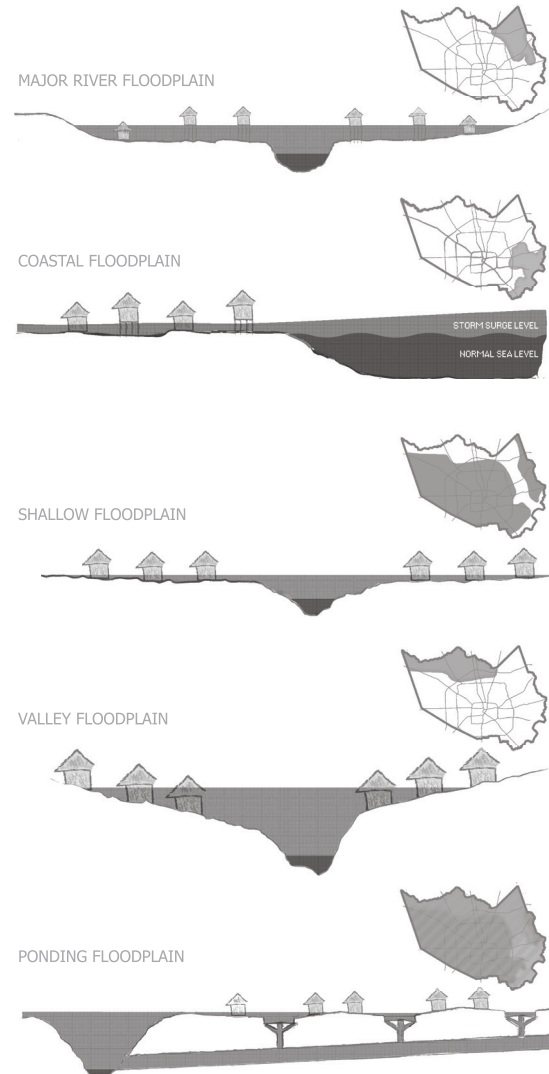 MAJOR RIVER FLOODPLAIN
COASTAL FLOODPLAIN
STORM SURGE LEVEL
NORMAL SEA LEVEL
SHALLOW FLOODPLAIN
VALLEY FLOODPLAIN
PONDING FLOODPLAIN